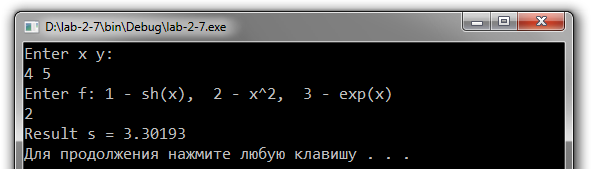 D:\lab-2-7\bin\Debug\lab-2-7.exe
Enter x y:
4 5
Enter f: 1 - sh(x),  2 - x^2,  3 - exp(x)
2
Result s = 3.30193
Для продолжения нажмите любую клавишу . . .